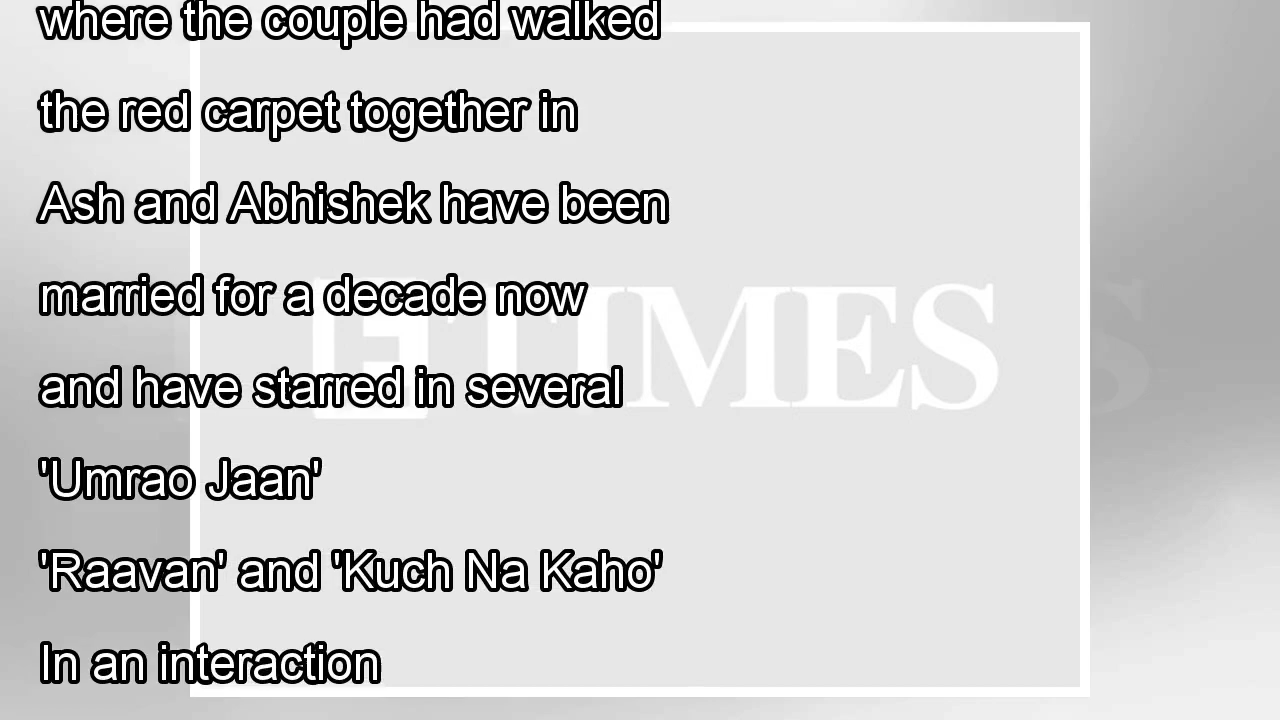 where the couple had walked
the red carpet together in
Ash and Abhishek have been
married for a decade now
and have starred in several
'Umrao Jaan'
'Raavan' and 'Kuch Na Kaho'
In an interaction
ETIMES